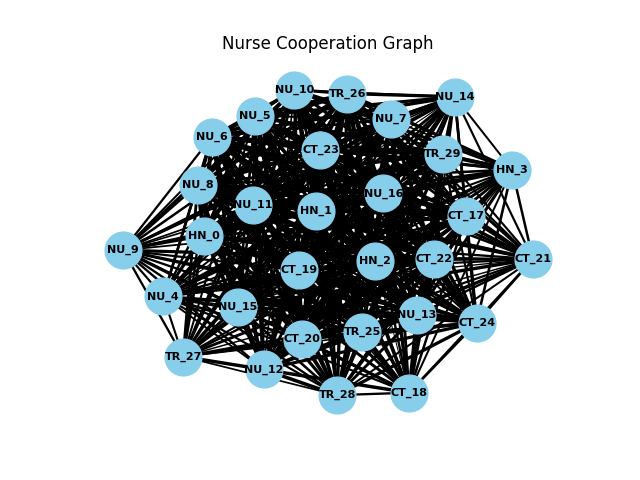 Nurse Cooperation Graph
NU_10
TR_26
NU_14
NU_5
NU_7
NU_6
CT_23
TR_29
HN_3
NU_8
NU_16
NU_11
HN_1
CT_17
HN_0
NU_9
CT_22
CT_21
HN_2
CT_19
NU_4
NU_15
NU_13
CT_24
TR_25
CT_20
TR_27
NU_12
CT_18
TR_28